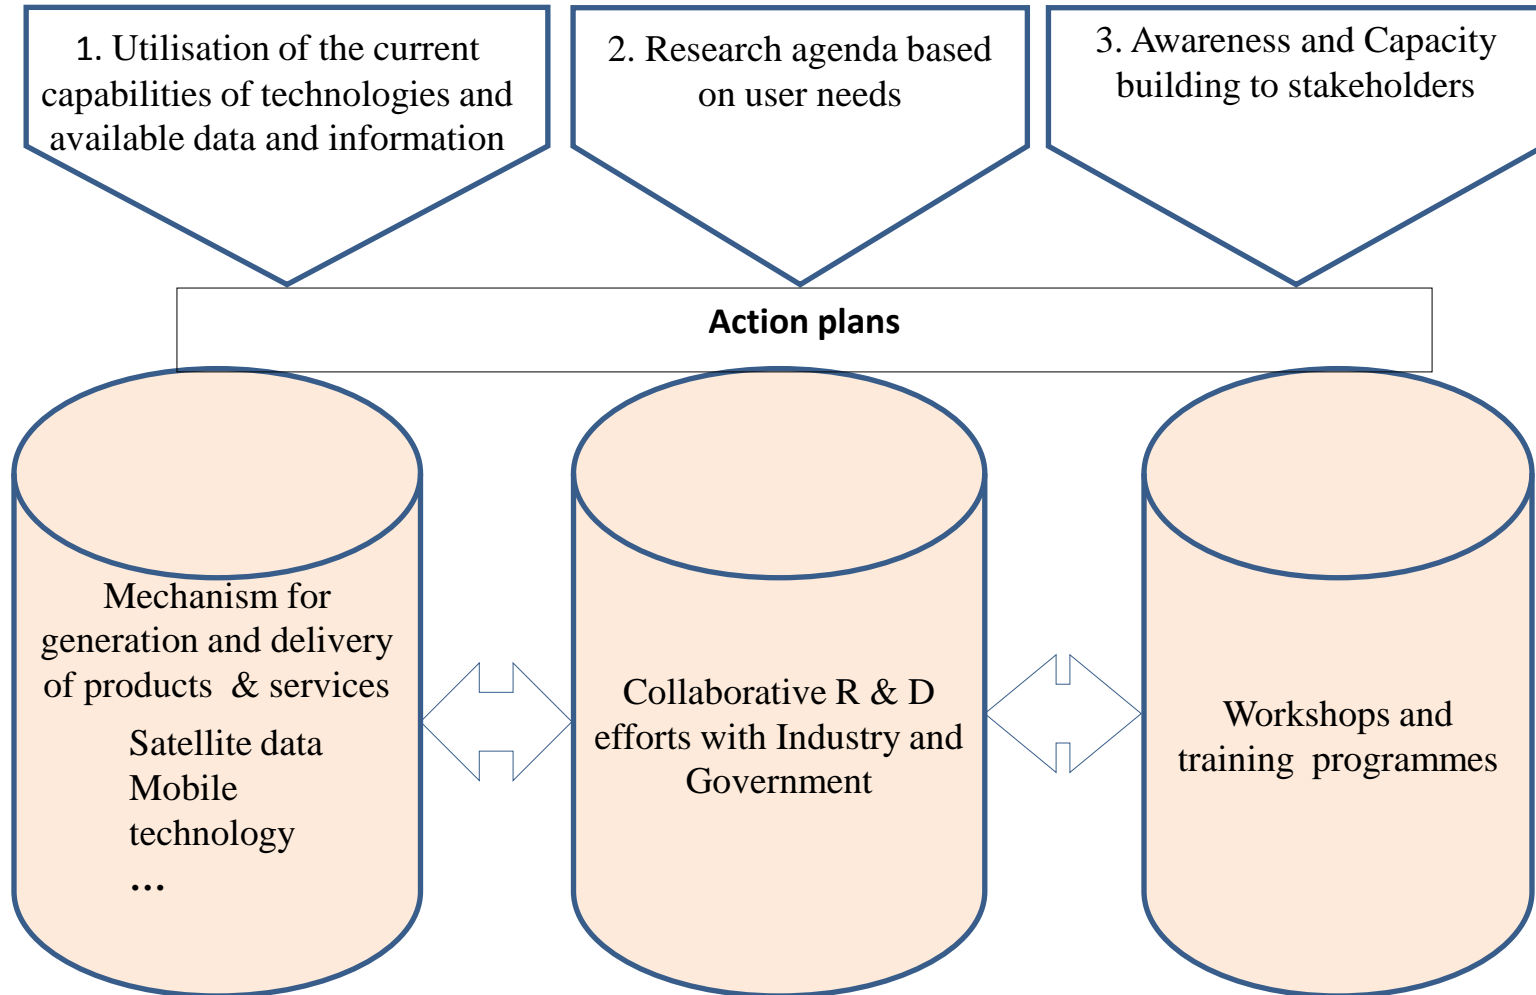 1. Utilisation of the current
capabilities of technologies and
available data and information
2. Research agenda based
on user needs
3. Awareness and Capacity
building to stakeholders
Action plans
Mechanism for
generation and delivery
of products & services
Satellite data
Mobile
technology
...
Collaborative R & D
efforts with Industry and
Government
Workshops and
training programmes